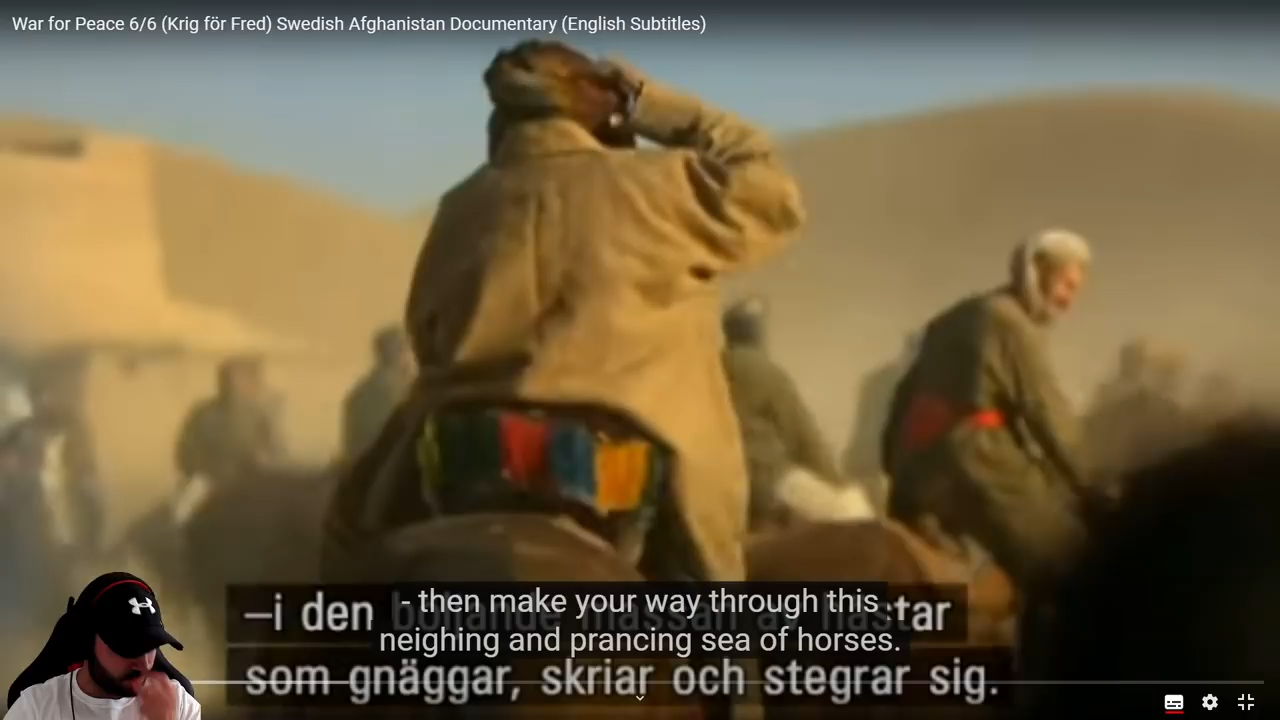 War for Peace 6/6 (Krig för Fred) Swedish Afghanistan Documentary (English Subtitles)
- then make your way through this
neighing and prancing sea of horses.
–i den
som gnäggar, skriar och stegrar sig.